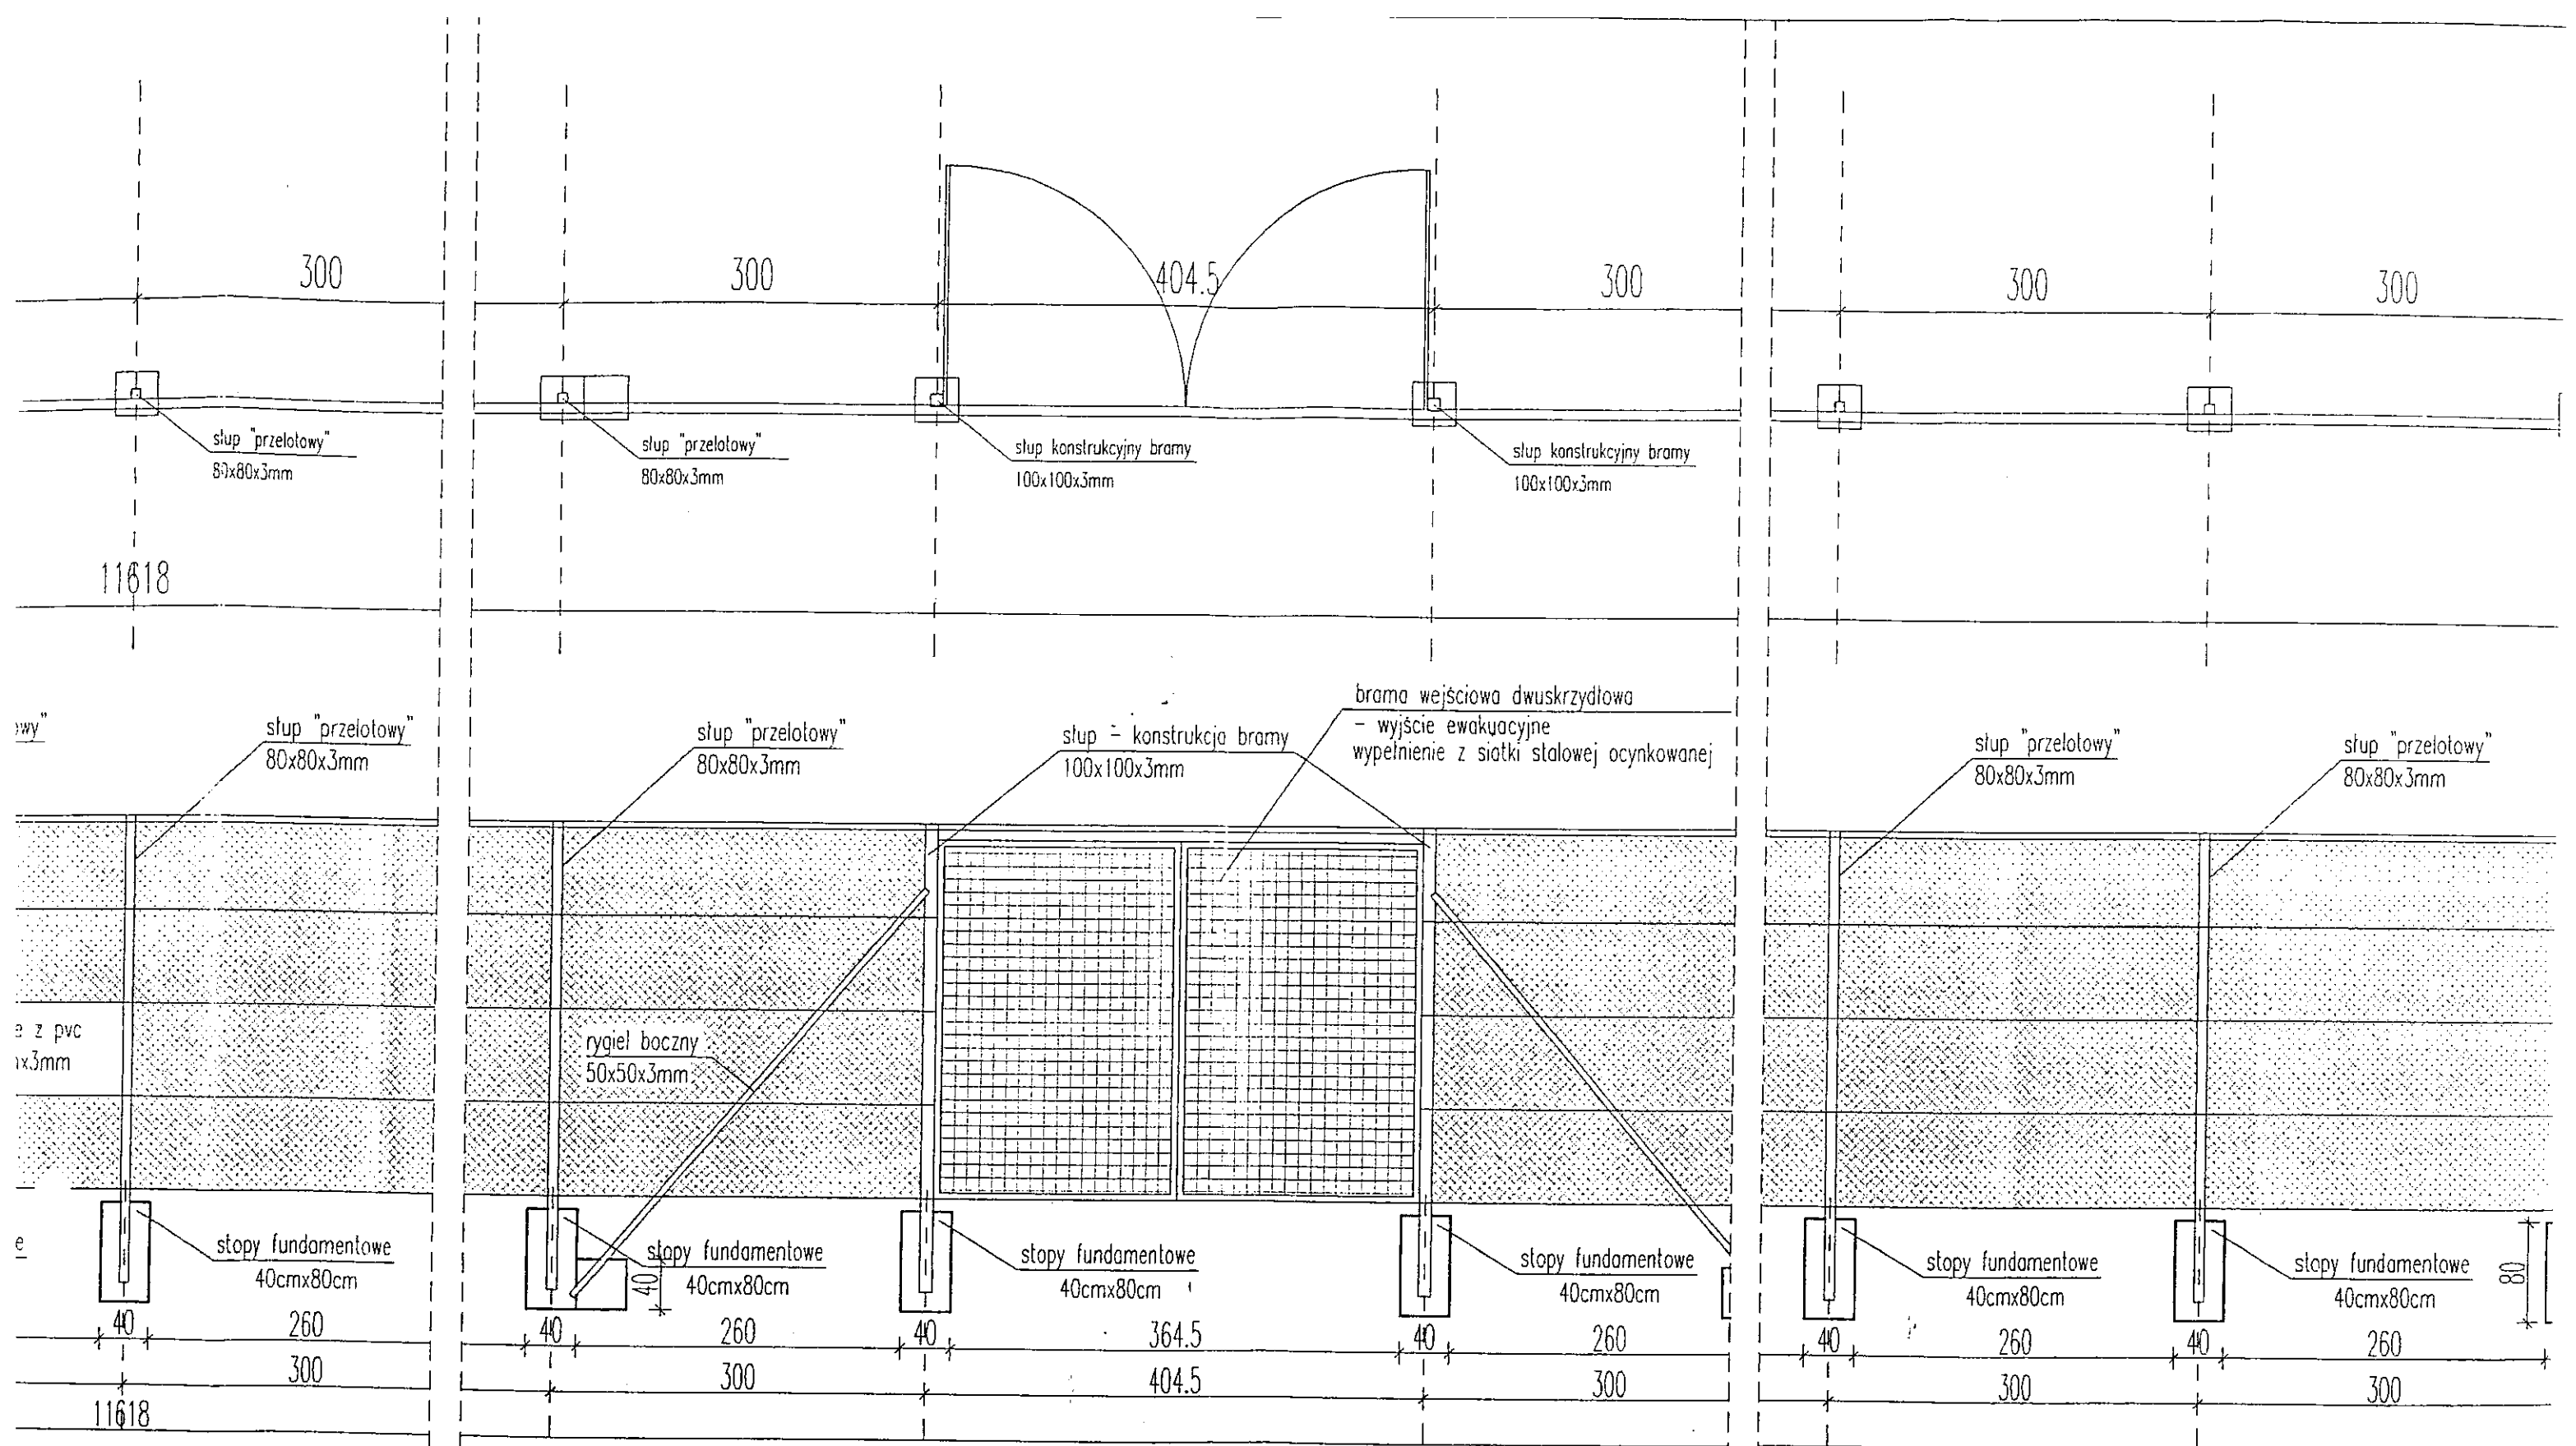 300
300
404.5
300
300
300
słup "przelotowy"
80x80x3mm
słup "przelotowy"
80x80x3mm
słup konstrukcyjny bramy
100x100x3mm
słup konstrukcyjny bramy
100x100x3mm
11618
owy"
słup "przelotowy"
80x80x3mm
słup "przelotowy"
80x80x3mm
słup - konstrukcja bramy
100x100x3mm
brama wejściowa dwuskrzydłowa
- wyjście ewakuacyjne
wypełnienie z siatki stalowej ocynkowanej
słup "przelotowy"
80x80x3mm
słup "przelotowy"
80x80x3mm
e z pvc
x3mm
rygiel boczny
50x50x3mm
e
stopy fundamentowe
40cmx80cm
stopy fundamentowe
40cmx80cm
40
stopy fundamentowe
40cmx80cm
stopy fundamentowe
40cmx80cm
stopy fundamentowe
40cmx80cm
stopy fundamentowe
40cmx80cm
80
40
260
40
260
40
364.5
40
260
40
260
40
260
300
300
404.5
300
300
300
11618